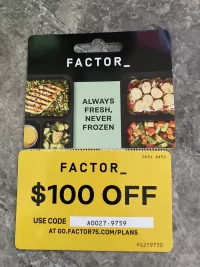 FACTOR_
ALWAYS
FRESH,
NEVER
FROZEN
FACTOR_
$100 OFF
USE CODE A0027-9759
AT GO.FACTOR75.COM/PLANS
PG279730